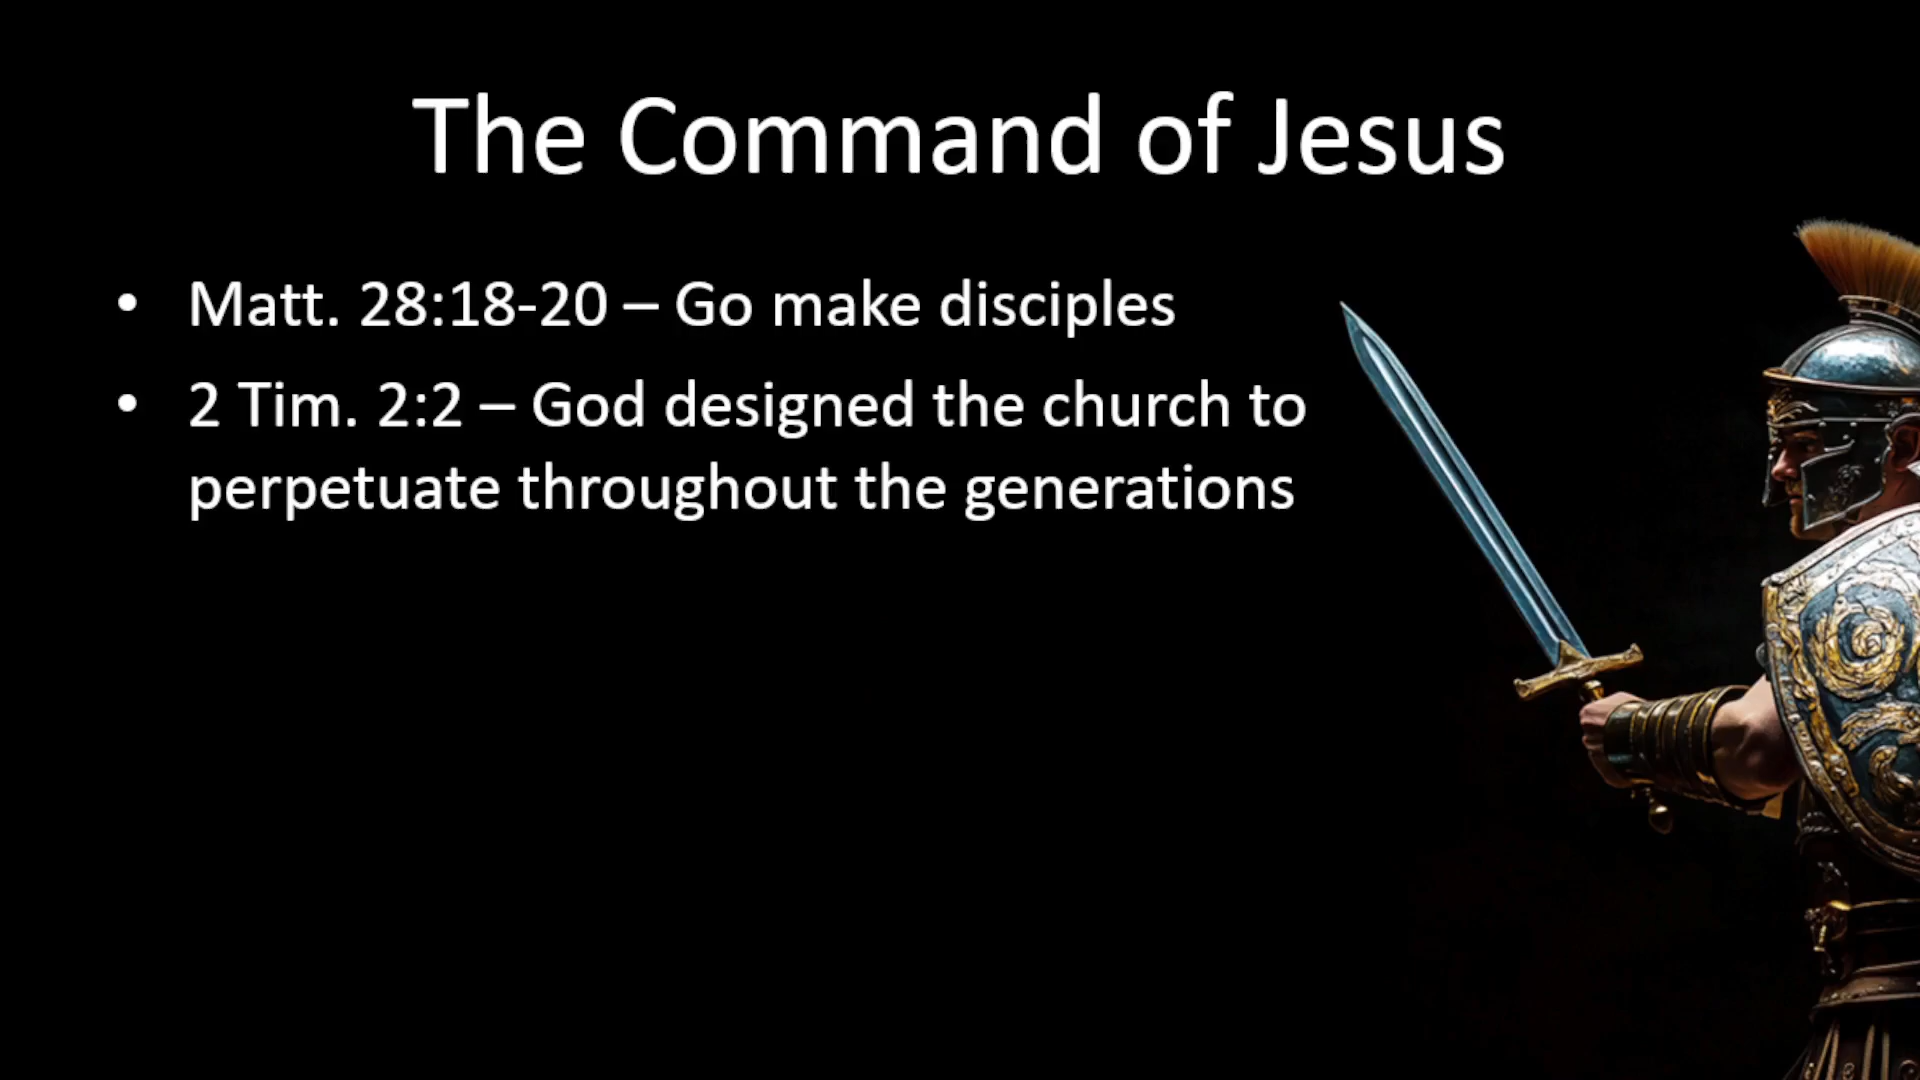 The Command of Jesus
• Matt. 28:18-20 – Go make disciples
• 2 Tim. 2:2 – God designed the church to
perpetuate throughout the generations